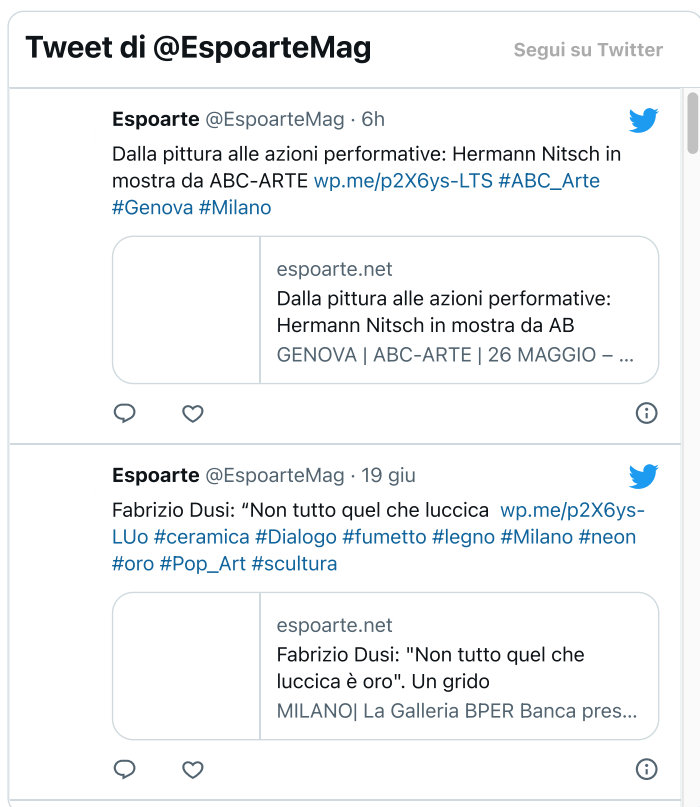 Tweet di @EspoarteMag
Segui su Twitter
Espoarte @EspoarteMag · 6h
Dalla pittura alle azioni performative: Hermann Nitsch in
mostra da ABC-ARTE wp.me/p2X6ys-LTS #ABC_Arte
#Genova #Milano
espoarte.net
Dalla pittura alle azioni performative:
Hermann Nitsch in mostra da AB
GENOVA | ABC-ARTE | 26 MAGGIO – ...
Espoarte @EspoarteMag · 19 giu
Fabrizio Dusi: “Non tutto quel che luccica wp.me/p2X6ys-
LUo #ceramica #Dialogo #fumetto #legno #Milano #neon
#oro #Pop_Art #scultura
espoarte.net
Fabrizio Dusi: "Non tutto quel che
luccica è oro". Un grido
MILANO| La Galleria BPER Banca pres...